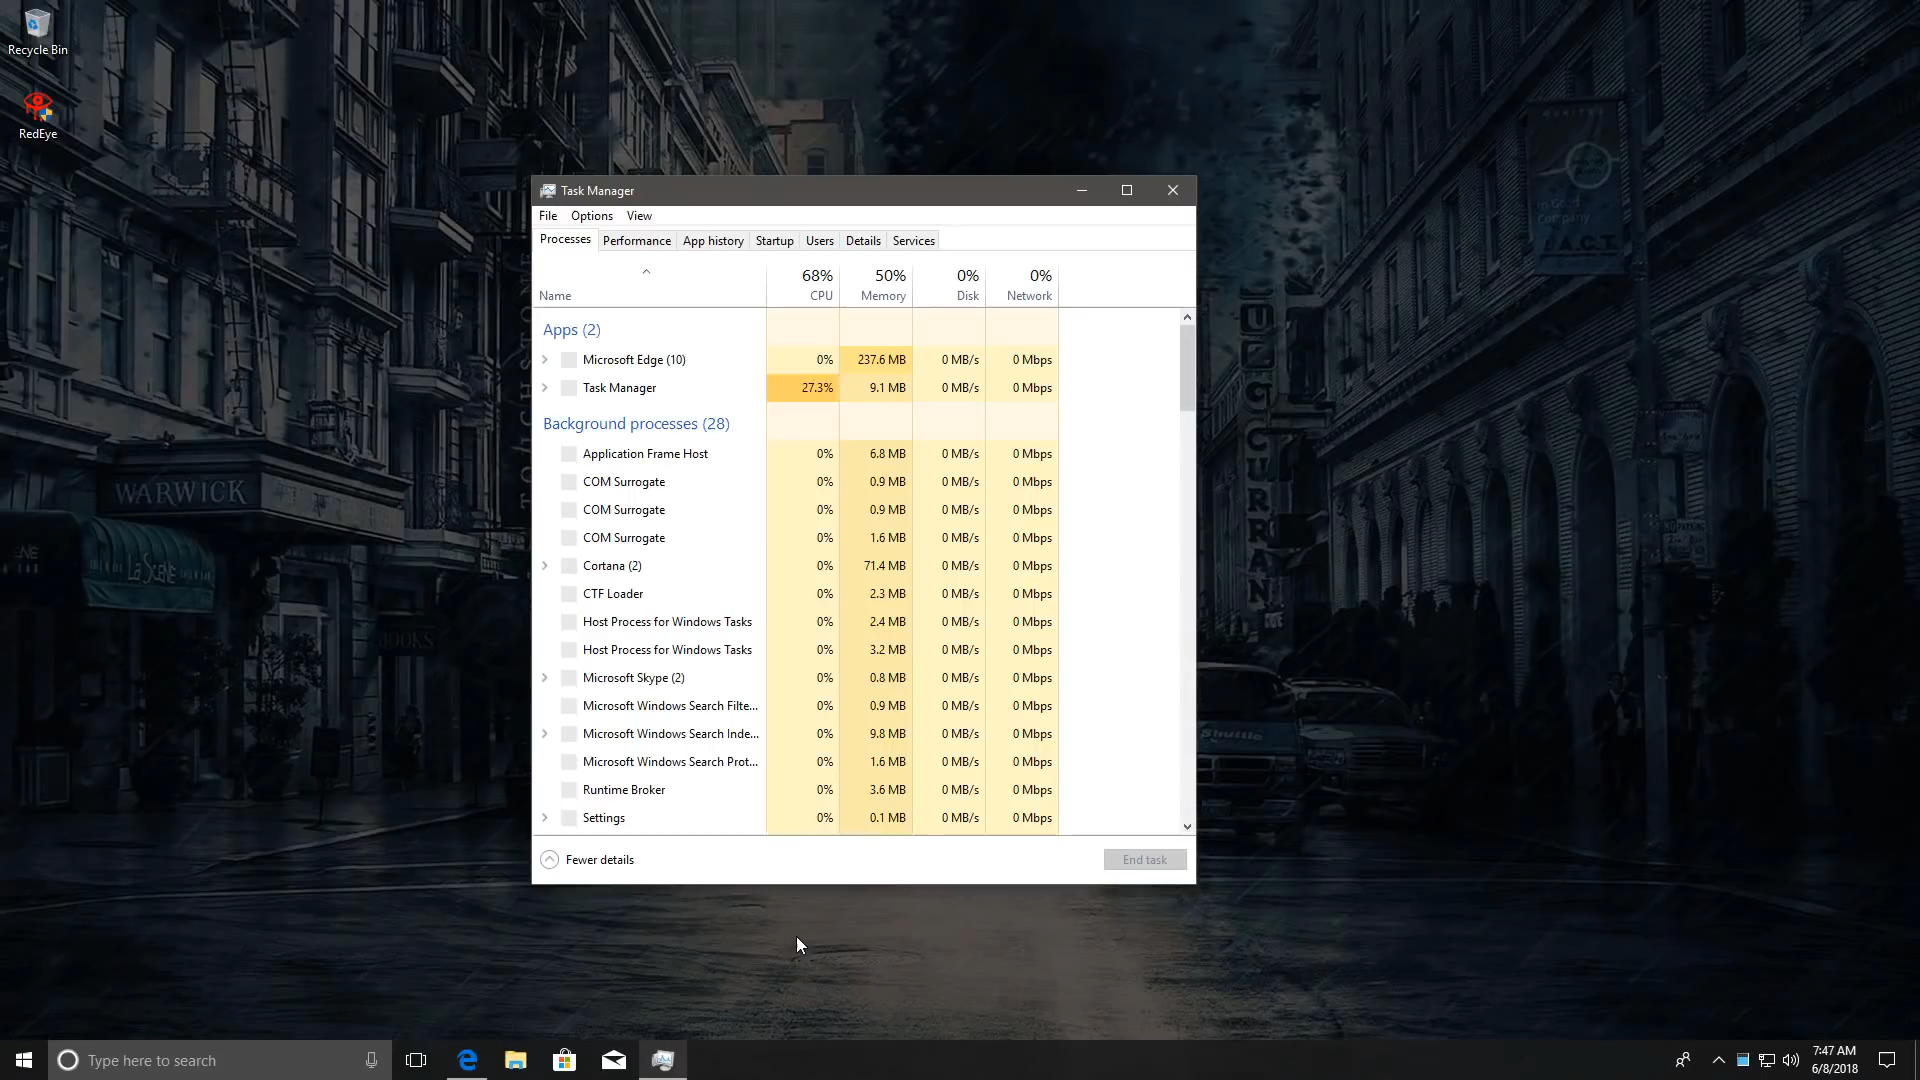 Recycle Bin
RedEye
WARWICK
La Scene
BOOKS
TOUCHSTONE
In Good
Company
P.A.C.T.
Shuttle
Task Manager
File Options View
Processes Performance App history Startup Users Details Services
68% 50% 0% 0%
Name CPU Memory Disk Network
Apps (2)
Microsoft Edge (10) 0% 237.6 MB 0 MB/s 0 Mbps
Task Manager 27.3% 9.1 MB 0 MB/s 0 Mbps
Background processes (28)
Application Frame Host 0% 6.8 MB 0 MB/s 0 Mbps
COM Surrogate 0% 0.9 MB 0 MB/s 0 Mbps
COM Surrogate 0% 0.9 MB 0 MB/s 0 Mbps
COM Surrogate 0% 1.6 MB 0 MB/s 0 Mbps
Cortana (2) 0% 71.4 MB 0 MB/s 0 Mbps
CTF Loader 0% 2.3 MB 0 MB/s 0 Mbps
Host Process for Windows Tasks 0% 2.4 MB 0 MB/s 0 Mbps
Host Process for Windows Tasks 0% 3.2 MB 0 MB/s 0 Mbps
Microsoft Skype (2) 0% 0.8 MB 0 MB/s 0 Mbps
Microsoft Windows Search Filte... 0% 0.9 MB 0 MB/s 0 Mbps
Microsoft Windows Search Inde... 0% 9.8 MB 0 MB/s 0 Mbps
Microsoft Windows Search Prot... 0% 1.6 MB 0 MB/s 0 Mbps
Runtime Broker 0% 3.6 MB 0 MB/s 0 Mbps
Settings 0% 0.1 MB 0 MB/s 0 Mbps
Fewer details End task
Type here to search
7:47 AM
6/8/2018